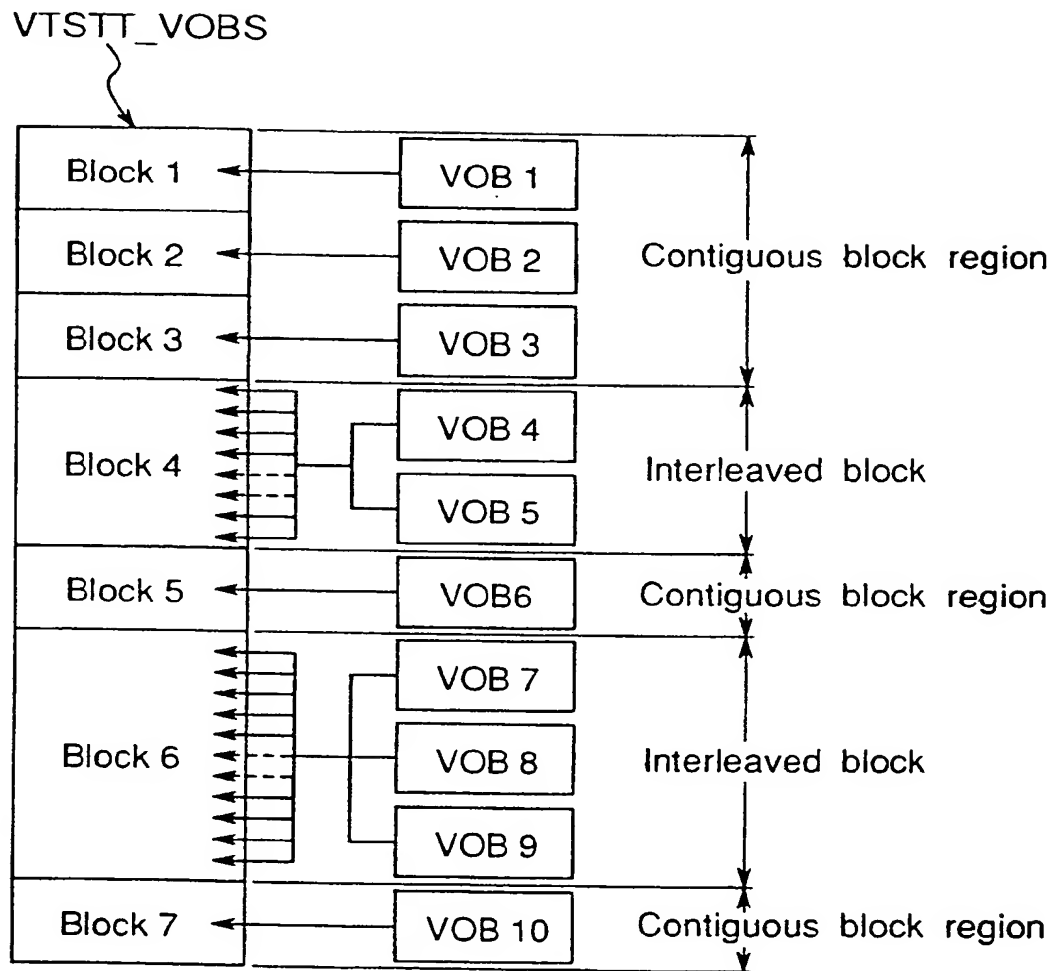 VTSTT_VOBS
Block 1
VOB 1
Block 2
VOB 2
Contiguous block region
Block 3
VOB 3
VOB 4
Block 4
Interleaved block
VOB 5
Block 5
VOB6
Contiguous block region
VOB 7
Block 6
VOB 8
Interleaved block
VOB 9
Block 7
VOB 10
Contiguous block region